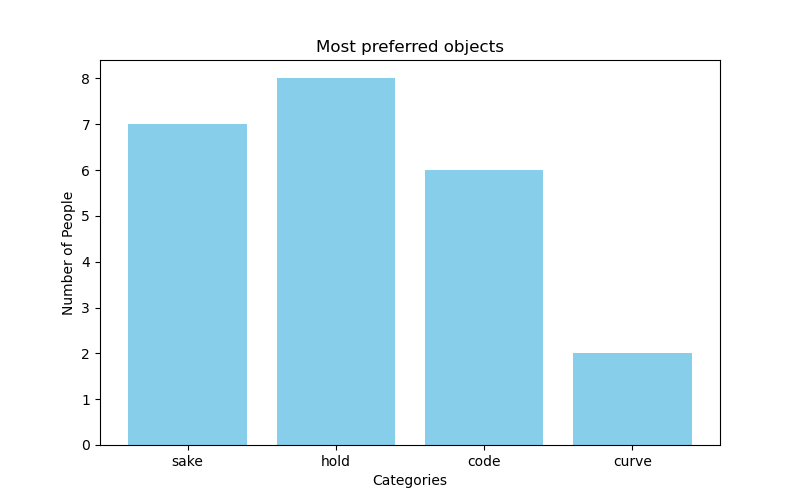 Most preferred objects
Number of People
8
7
6
5
4
3
2
1
0
sake hold code curve
Categories